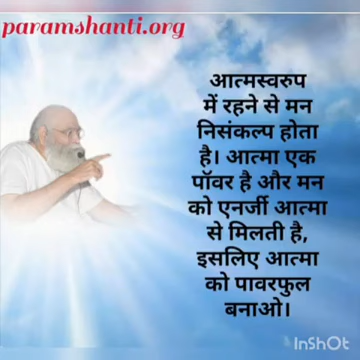 paramshanti.org
आत्मस्वरुप
में रहने से मन
निसंकल्प होता
है। आत्मा एक
पॉवर है और मन
को एनर्जी आत्मा
से मिलती है,
इसलिए आत्मा
को पावरफुल
बनाओ।
InShOt